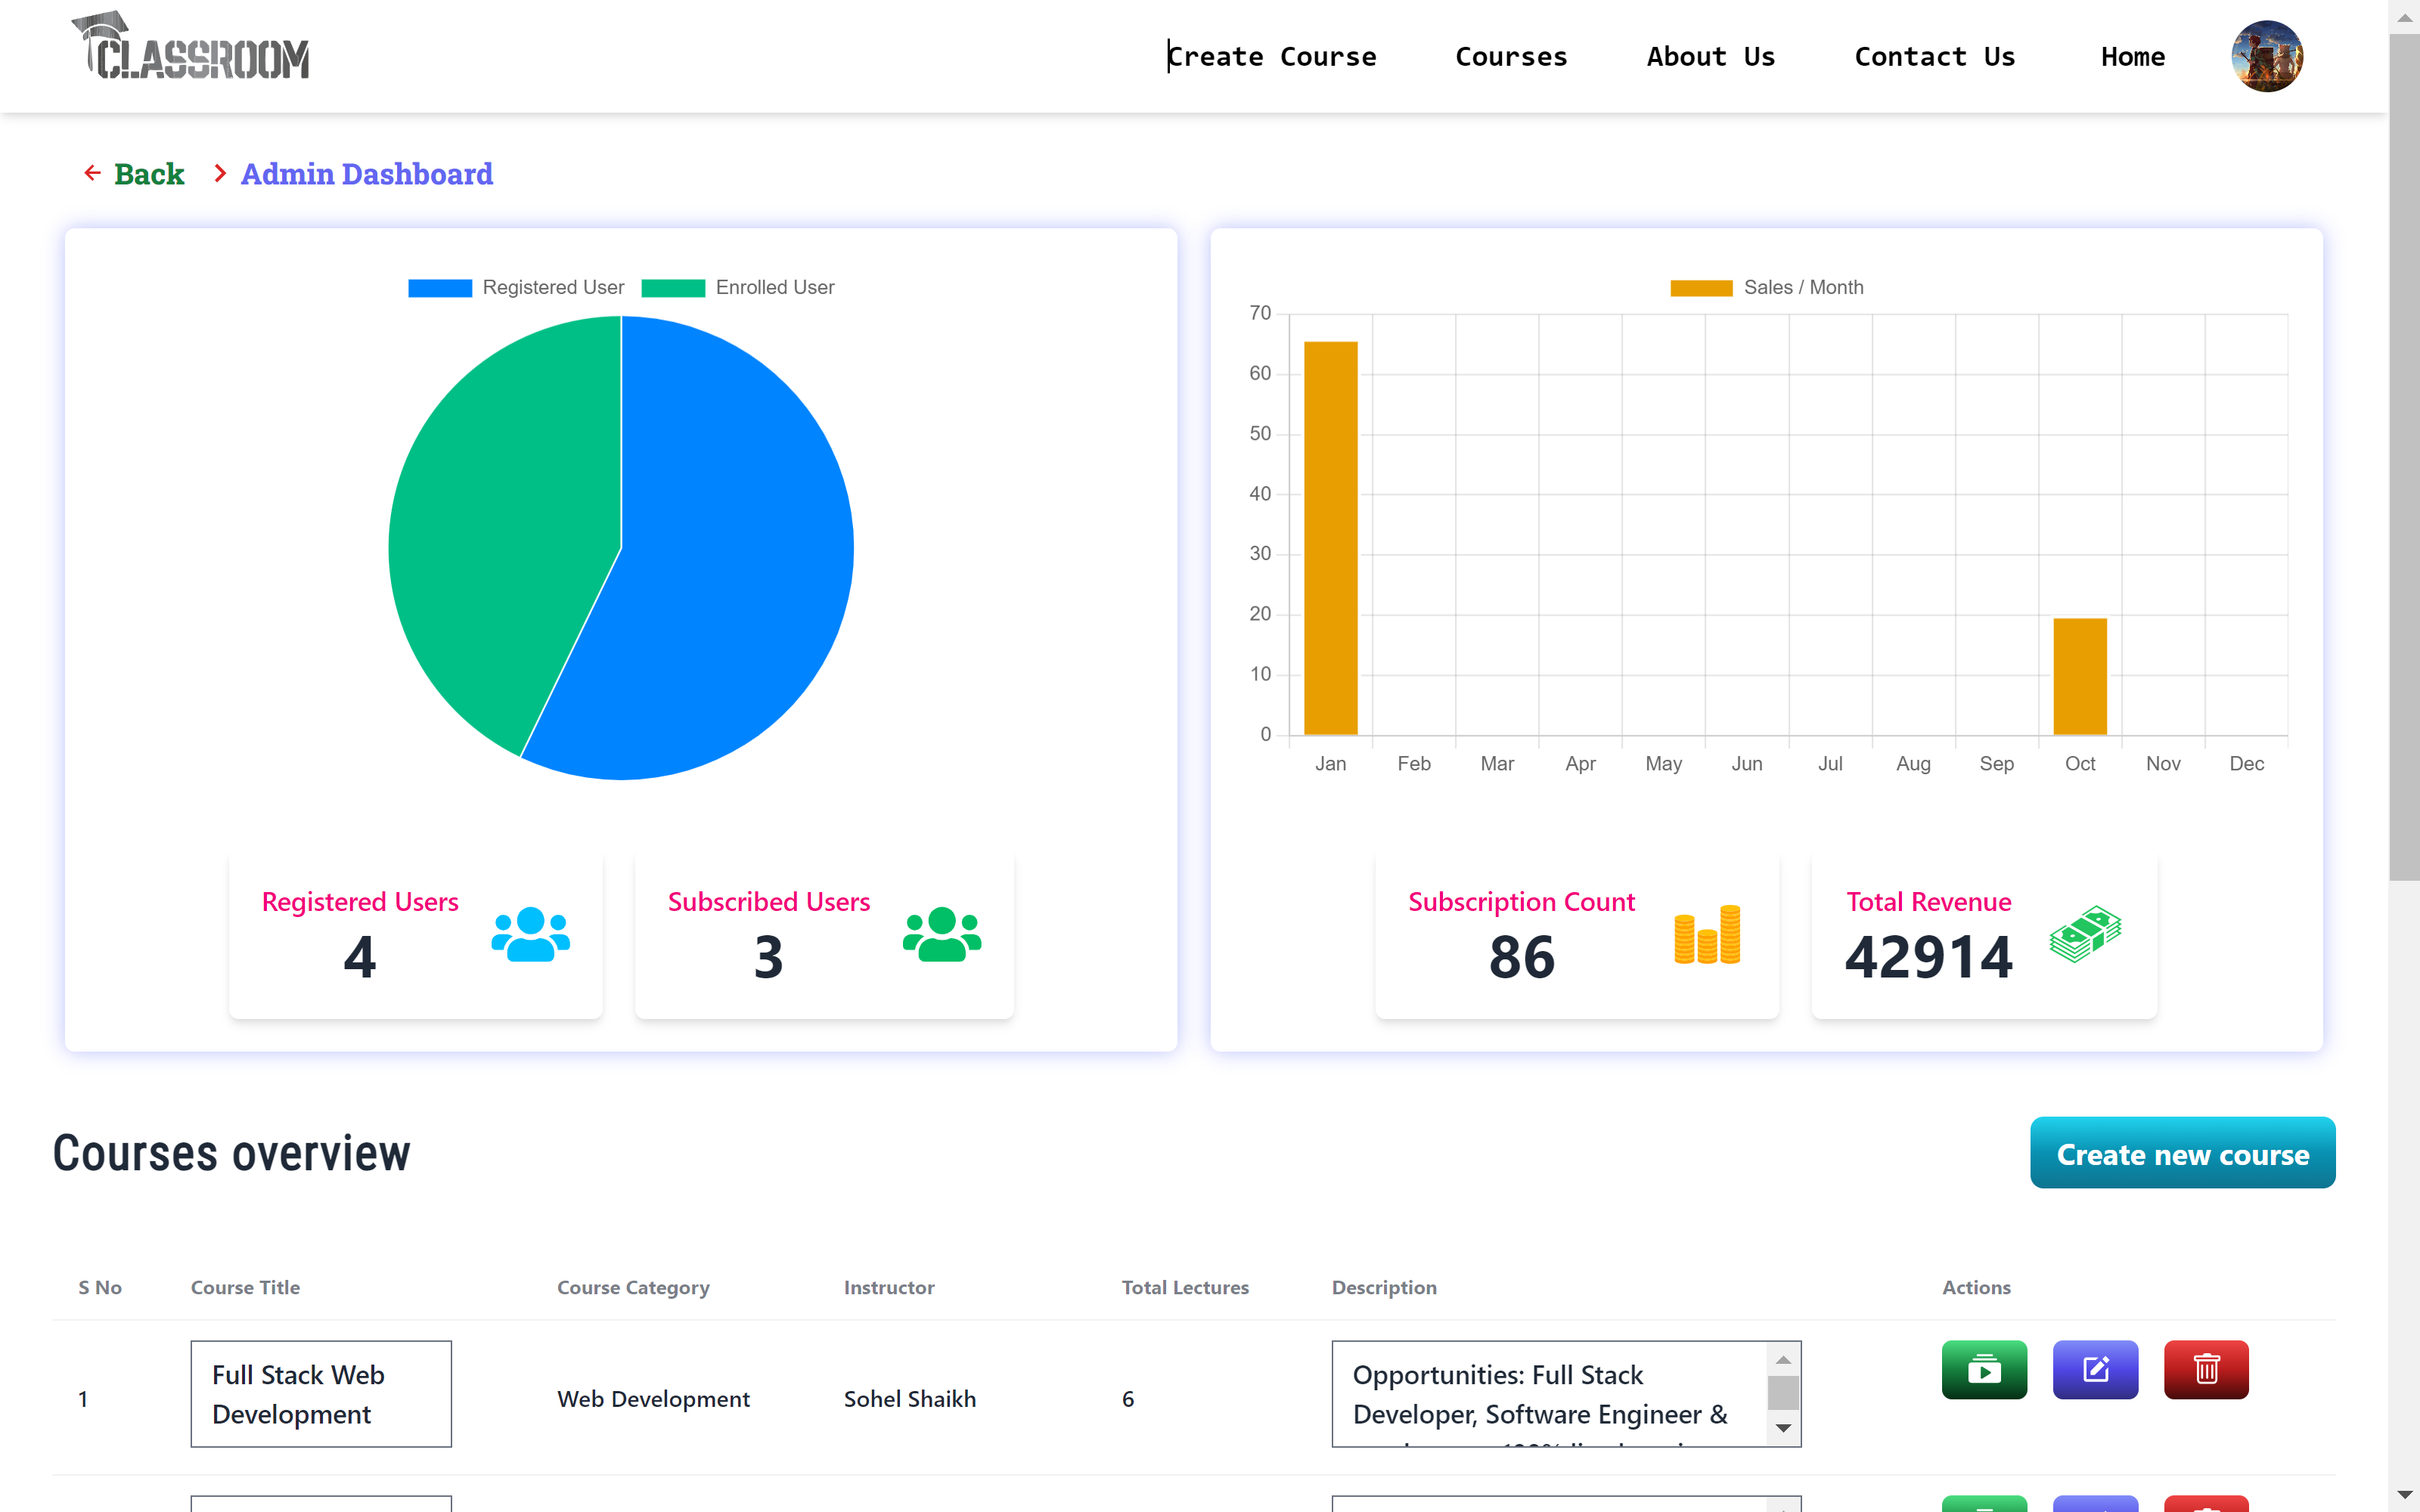 CLASSROOM
Create Course
Courses
About Us
Contact Us
Home
Back
Admin Dashboard
Registered User
Enrolled User
Registered Users
4
Subscribed Users
3
Sales / Month
70
60
50
40
30
20
10
0
Jan
Feb
Mar
Apr
May
Jun
Jul
Aug
Sep
Oct
Nov
Dec
Subscription Count
86
Total Revenue
42914
Courses overview
Create new course
S No
Course Title
Course Category
Instructor
Total Lectures
Description
Actions
1
Full Stack Web
Development
Web Development
Sohel Shaikh
6
Opportunities: Full Stack
Developer, Software Engineer &